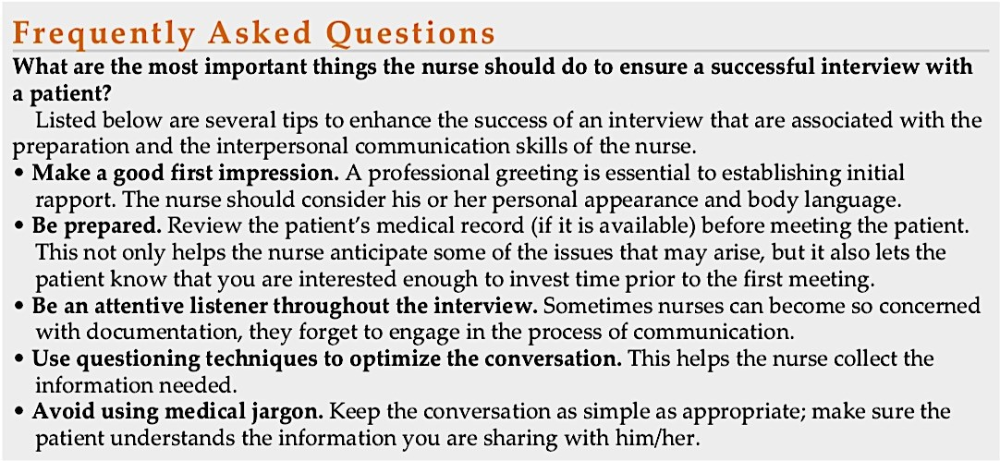 Frequently Asked Questions
What are the most important things the nurse should do to ensure a successful interview with
a patient?
Listed below are several tips to enhance the success of an interview that are associated with the
preparation and the interpersonal communication skills of the nurse.
• Make a good first impression. A professional greeting is essential to establishing initial
rapport. The nurse should consider his or her personal appearance and body language.
• Be prepared. Review the patient's medical record (if it is available) before meeting the patient.
This not only helps the nurse anticipate some of the issues that may arise, but it also lets the
patient know that you are interested enough to invest time prior to the first meeting.
• Be an attentive listener throughout the interview. Sometimes nurses can become so concerned
with documentation, they forget to engage in the process of communication.
• Use questioning techniques to optimize the conversation. This helps the nurse collect the
information needed.
• Avoid using medical jargon. Keep the conversation as simple as appropriate; make sure the
patient understands the information you are sharing with him/her.